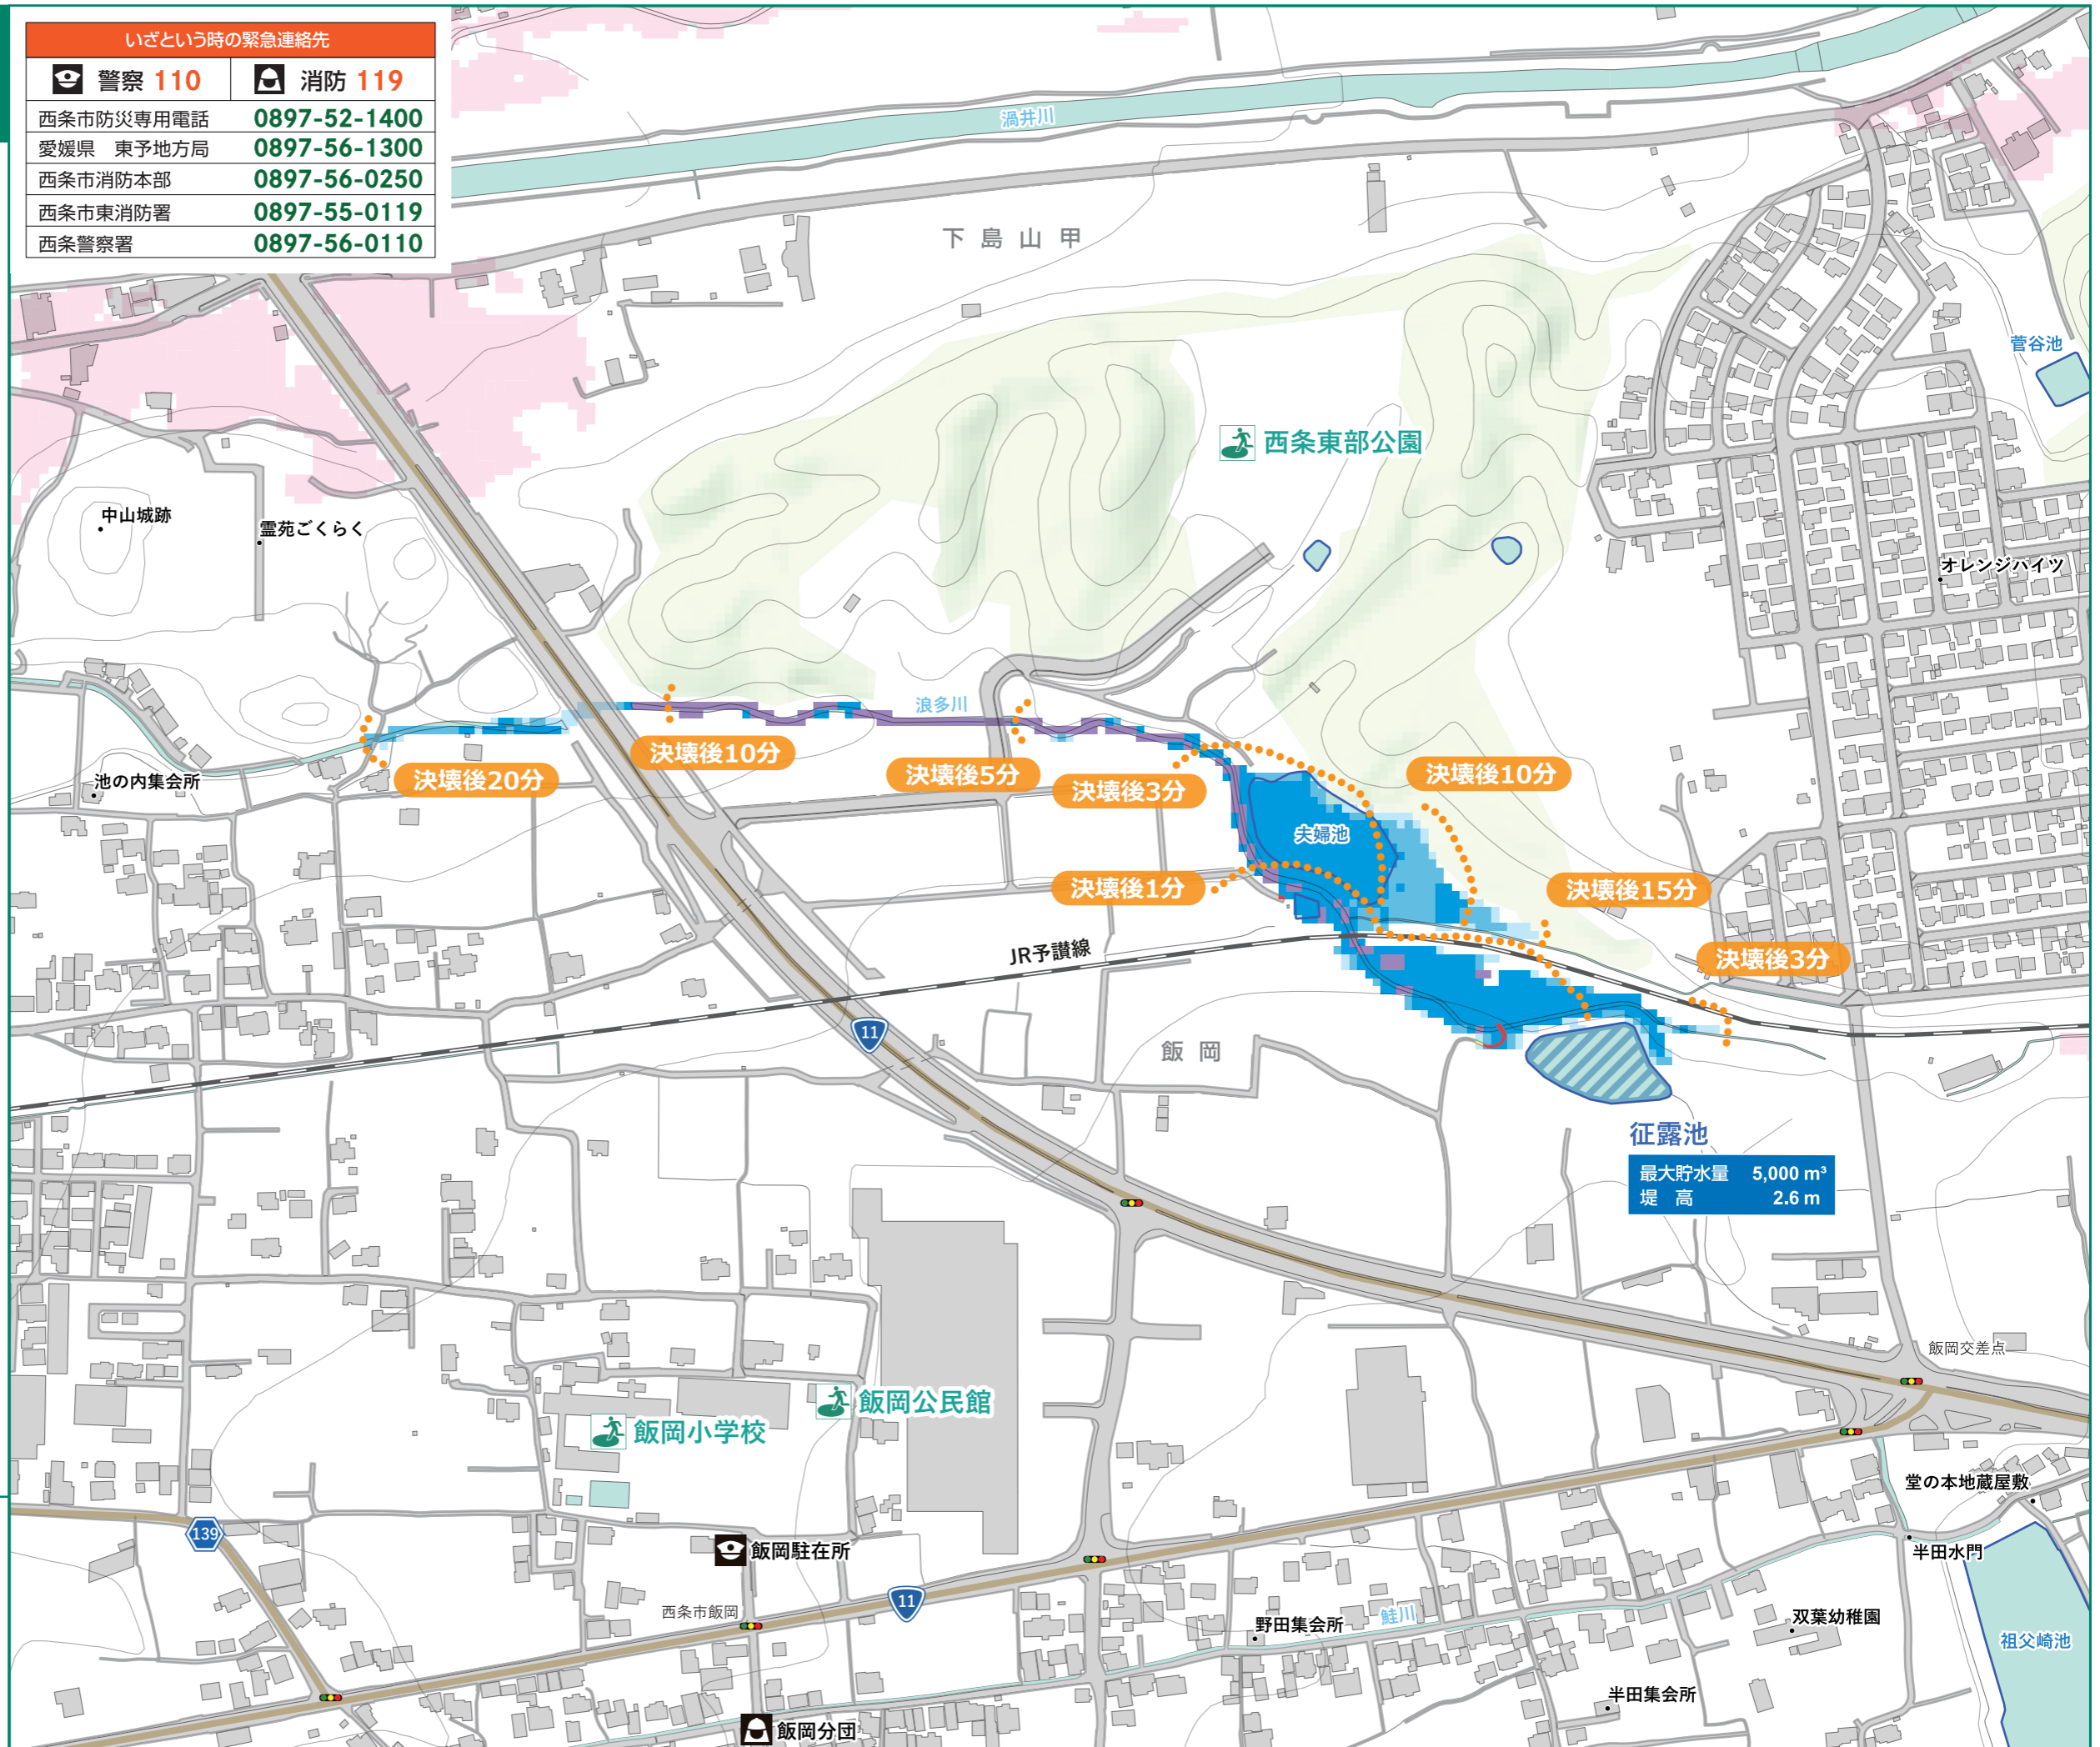 いざという時の緊急連絡先
警察 110 消防 119
西条市防災専用電話 0897-52-1400
愛媛県 東予地方局 0897-56-1300
西条市消防本部 0897-56-0250
西条市東消防署 0897-55-0119
西条警察署 0897-56-0110
渦井川
下島山甲
菅谷池
西条東部公園
中山城跡
霊苑ごくらく
オレンジハイツ
浪多川
決壊後10分
決壊後20分
決壊後5分
決壊後3分
決壊後10分
池の内集会所
夫婦池
決壊後1分
決壊後15分
JR予讃線
決壊後3分
11
飯岡
征露池
最大貯水量 5,000 m³
堤高 2.6 m
飯岡交差点
飯岡公民館
飯岡小学校
堂の本地蔵屋敷
139
飯岡駐在所
半田水門
11
西条市飯岡
野田集会所
鮭川
双葉幼稚園
祖父崎池
半田集会所
飯岡分団